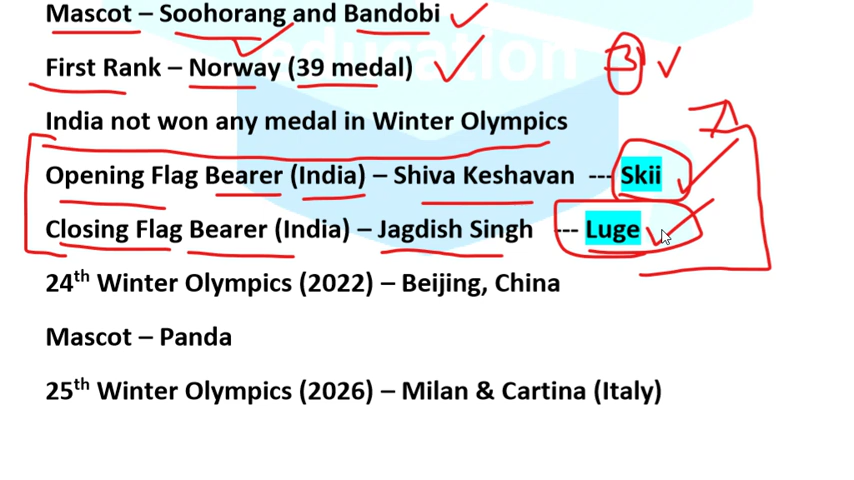 Mascot – Soohorang and Bandobi
First Rank – Norway (39 medal)
India not won any medal in Winter Olympics
Opening Flag Bearer (India) – Shiva Keshavan --- Skii
Closing Flag Bearer (India) – Jagdish Singh --- Luge
24th Winter Olympics (2022) – Beijing, China
Mascot – Panda
25th Winter Olympics (2026) – Milan & Cartina (Italy)